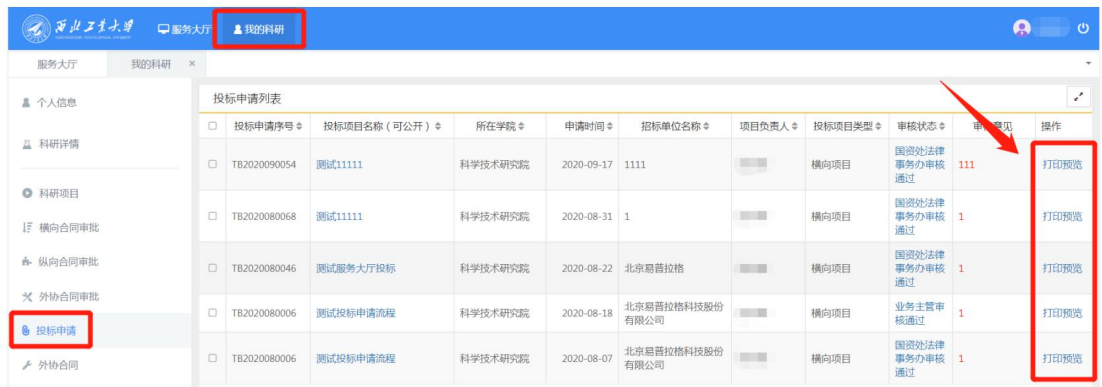 西北工业大学 服务大厅 我的科研
服务大厅 我的科研 ×
个人信息
科研详情
科研项目
横向合同审批
纵向合同审批
外协合同审批
投标申请
外协合同
投标申请列表
投标申请序号 投标项目名称（可公开） 所在学院 申请时间 招标单位名称 项目负责人 投标项目类型 审核状态 意见 操作
TB2020090054 测试11111 科学技术研究院 2020-09-17 1111 横向项目 国资处法律事务办审核通过 111 打印预览
TB2020080068 测试11111 科学技术研究院 2020-08-31 1 横向项目 国资处法律事务办审核通过 1 打印预览
TB2020080046 测试服务大厅投标 科学技术研究院 2020-08-22 北京易普拉格 横向项目 国资处法律事务办审核通过 1 打印预览
TB2020080006 测试投标申请流程 科学技术研究院 2020-08-18 北京易普拉格科技股份有限公司 横向项目 业务主管审核通过 1 打印预览
TB2020080006 测试投标申请流程 科学技术研究院 2020-08-07 北京易普拉格科技股份有限公司 横向项目 国资处法律事务办审核通过 1 打印预览